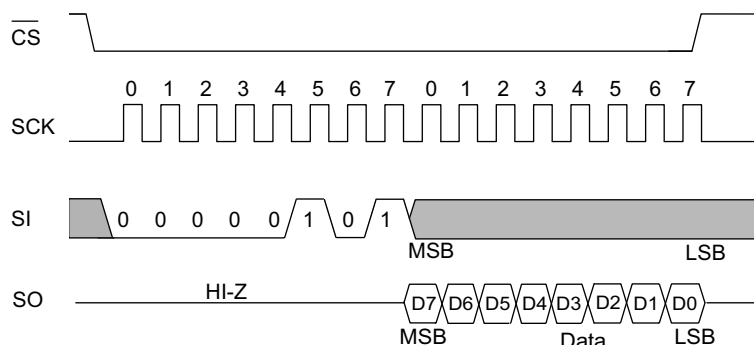 CS
0 1 2 3 4 5 6 7 0 1 2 3 4 5 6 7
SCK
SI 0 0 0 0 0 1 0 1
MSB LSB
HI-Z
SO D7 D6 D5 D4 D3 D2 D1 D0
MSB Data LSB